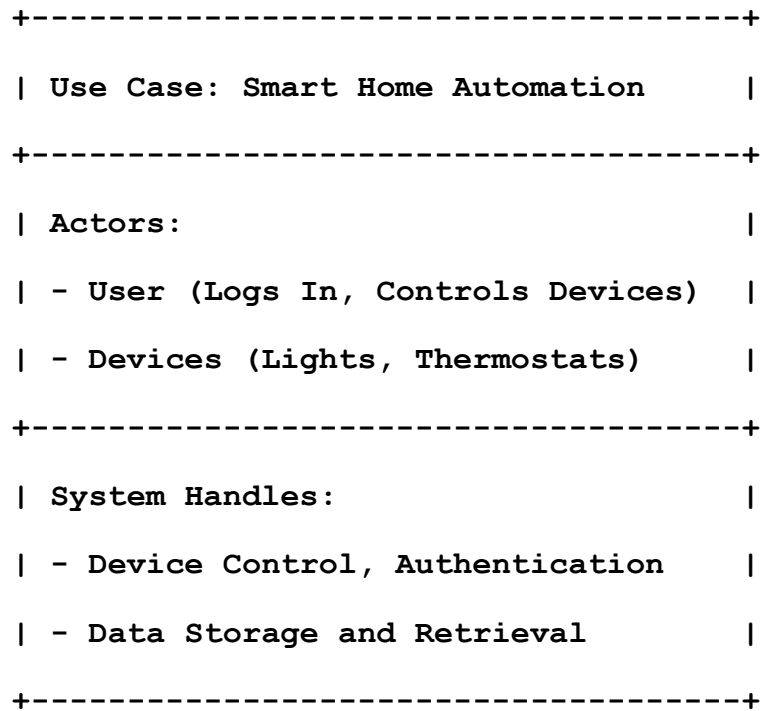 +-------------------------------------+
| Use Case: Smart Home Automation     |
+-------------------------------------+
| Actors:                             |
| - User (Logs In, Controls Devices)  |
| - Devices (Lights, Thermostats)     |
+-------------------------------------+
| System Handles:                     |
| - Device Control, Authentication    |
| - Data Storage and Retrieval        |
+-------------------------------------+